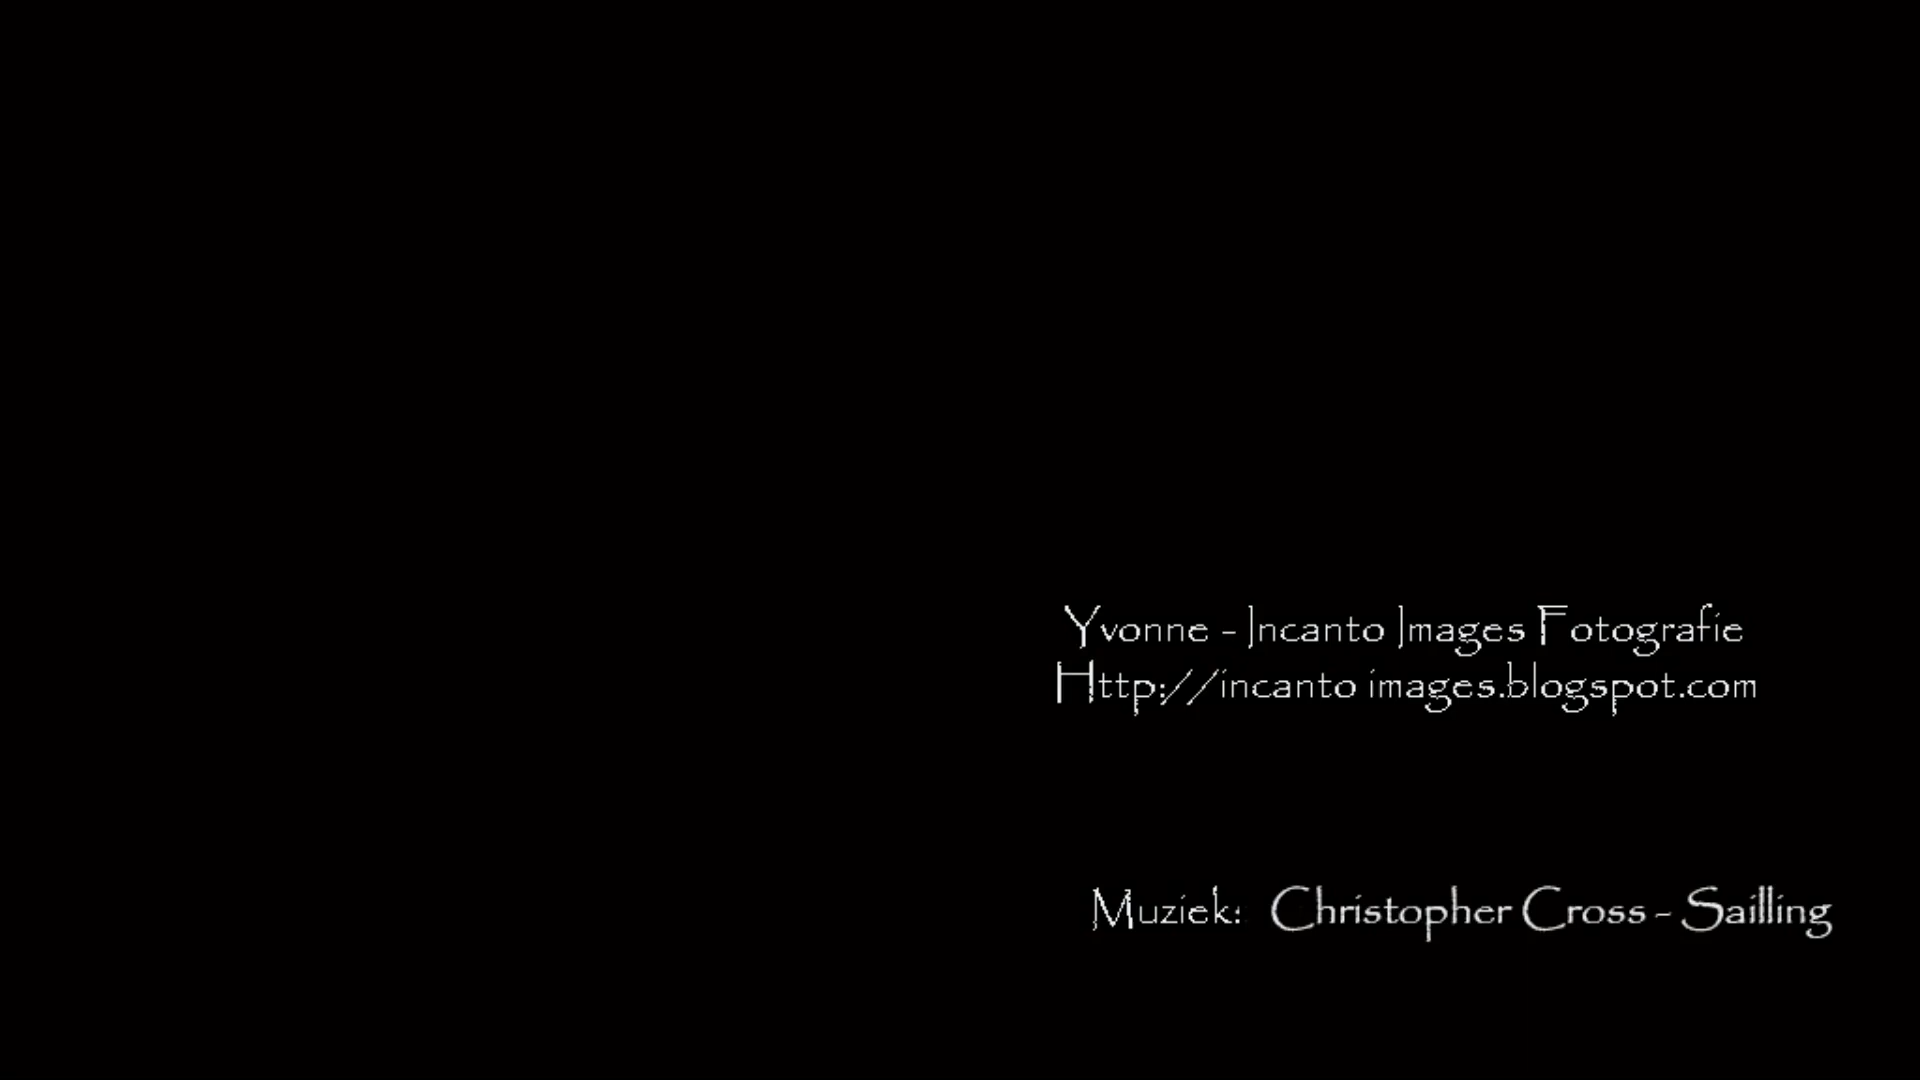 Yvonne - Incanto Images Fotografie
Http://incanto images.blogspot.com
Muziek: Christopher Cross - Sailling